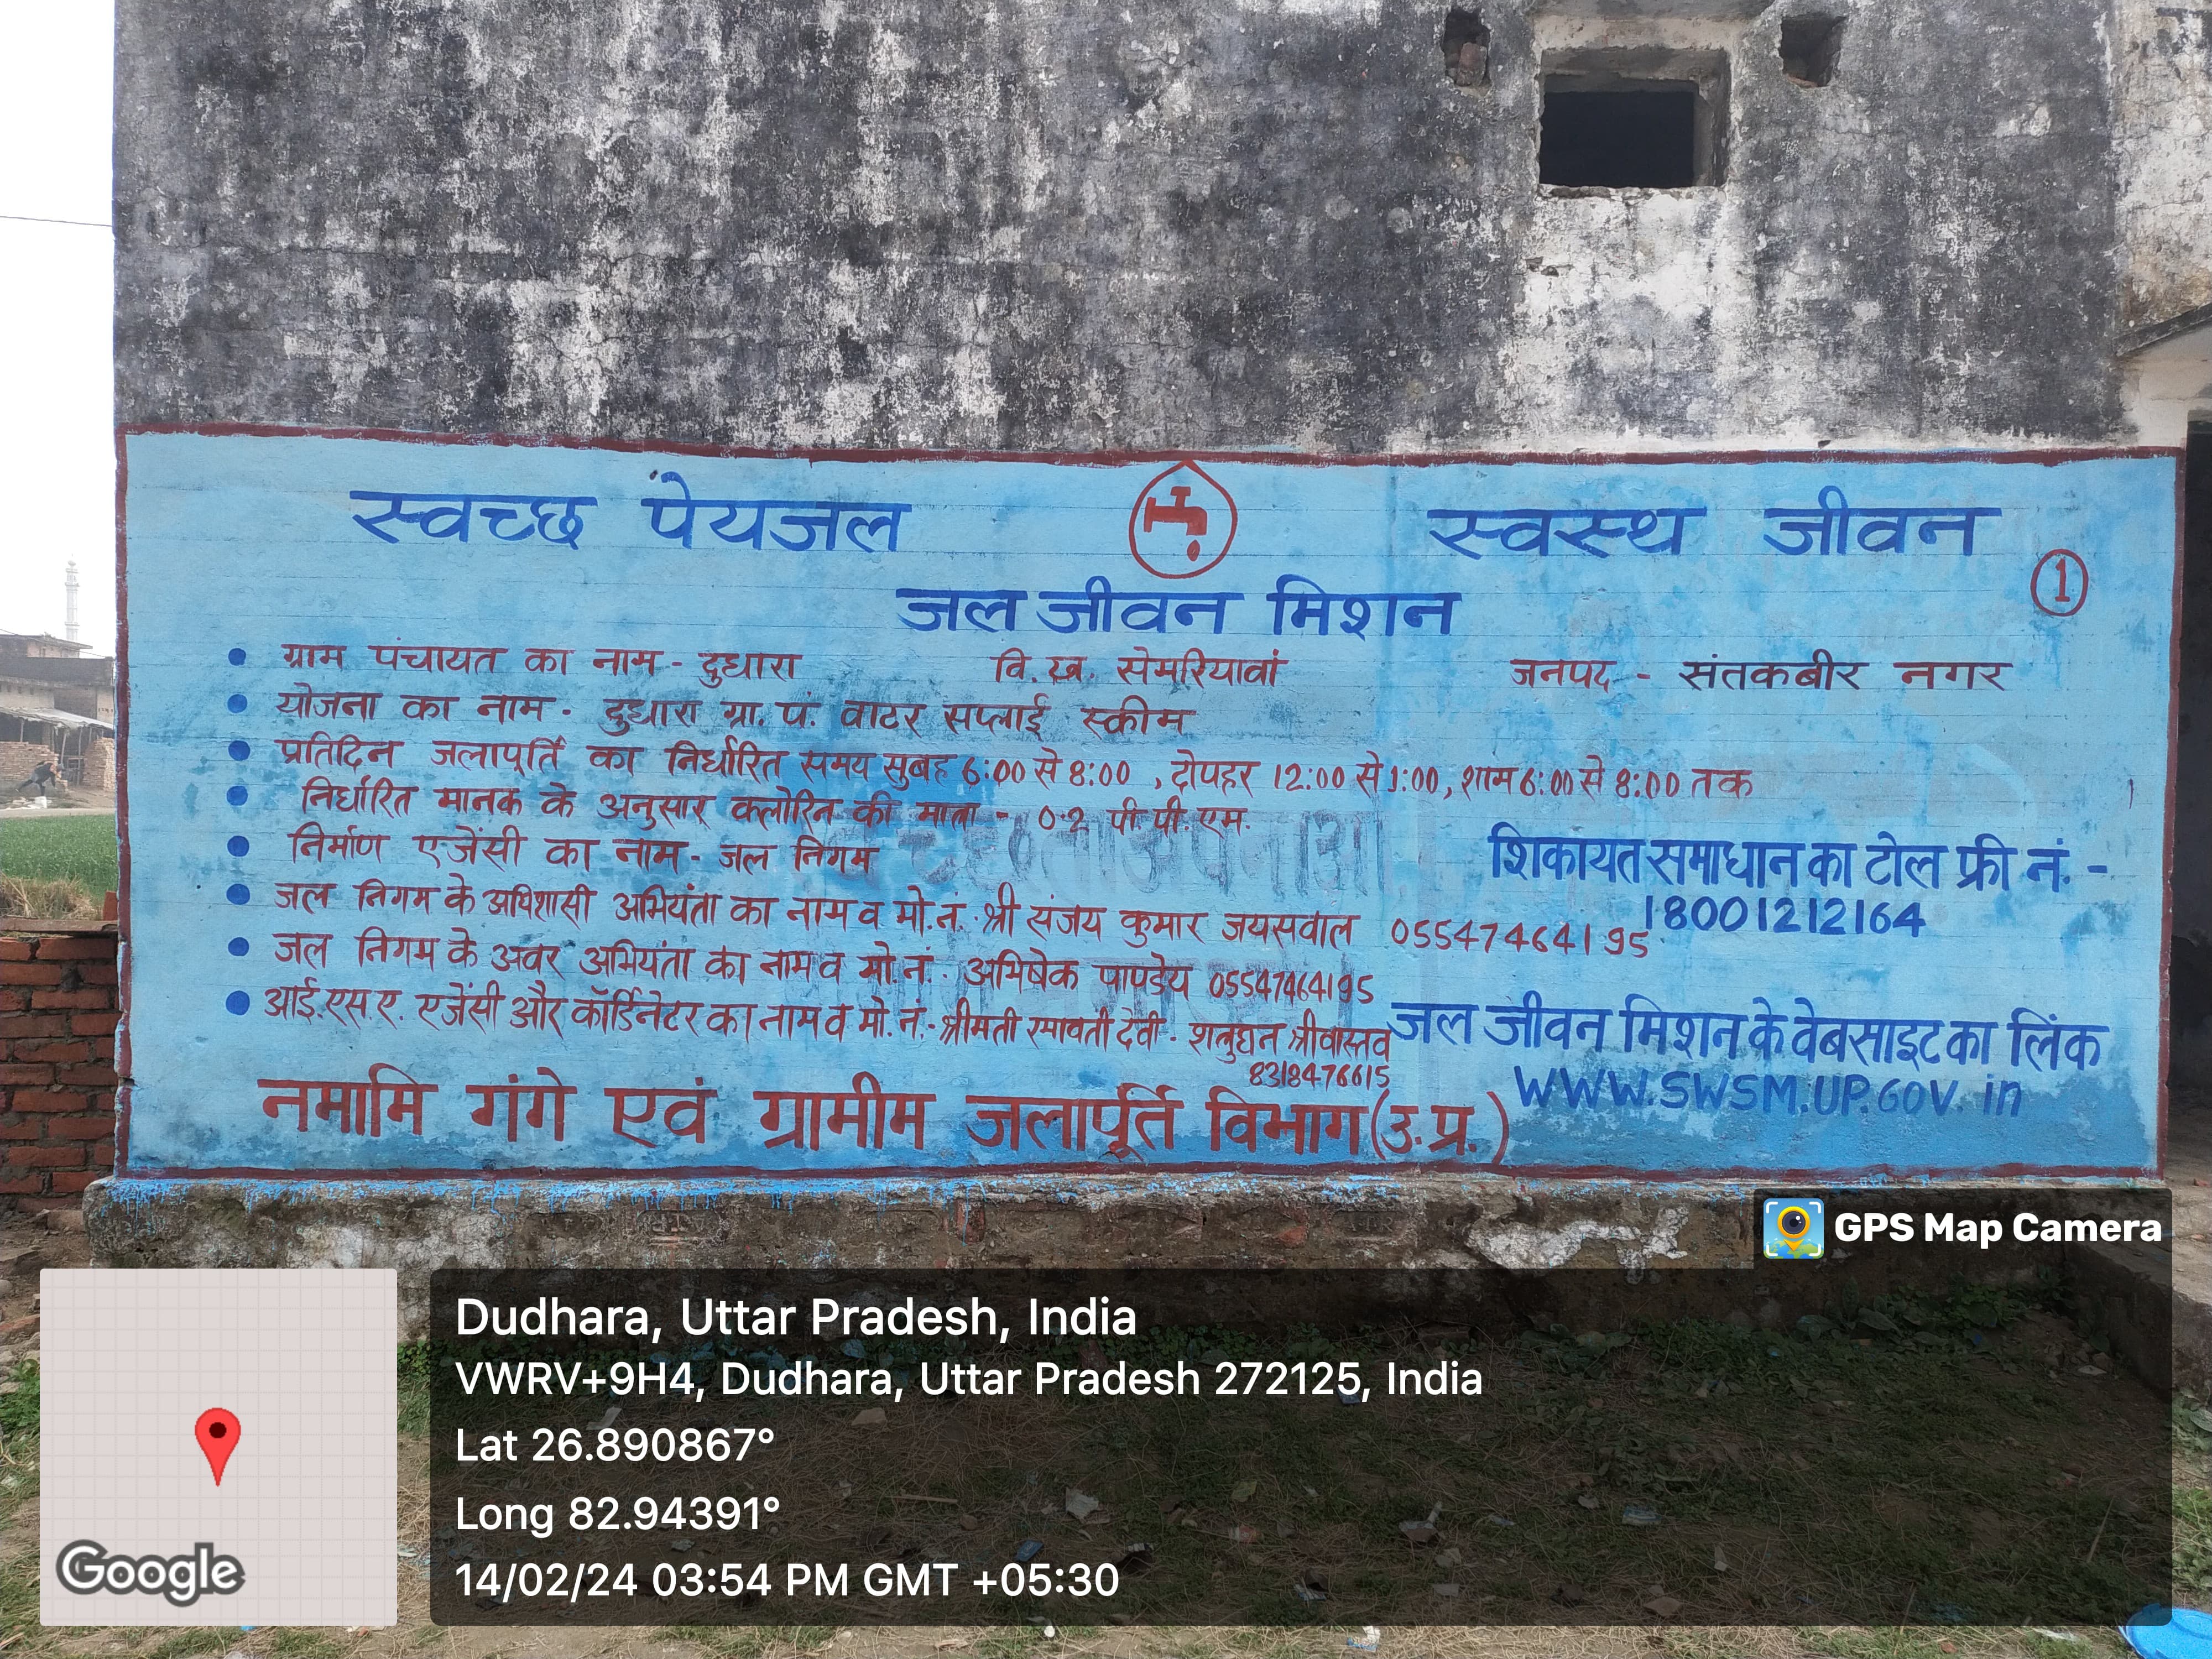 स्वच्छ पेयजल स्वस्थ जीवन
1
जल जीवन मिशन
ग्राम पंचायत का नाम - दुधारा वि. ख. सेमरियावां जनपद - संतकबीर नगर
योजना का नाम - दुधारा ग्रा. पं. वाटर सप्लाई स्कीम
प्रतिदिन जलापूर्ति का निर्धारित समय सुबह 6:00 से 8:00 , दोपहर 12:00 से 1:00, शाम 6:00 से 8:00 तक
निर्धारित मानक के अनुसार क्लोरिन की मात्रा - 0.2 पी. पी. एम.
निर्माण एजेंसी का नाम - जल निगम
शिकायत समाधान का टोल फ्री नं. -
18001212164
जल निगम के अधिशासी अभियंता का नाम व मो. नं. श्री संजय कुमार जयसवाल 05547464195
जल निगम के अवर अभियंता का नाम व मो. नं. अभिषेक पाण्डेय 05547464195
आई. एस. ए. एजेंसी और कॉर्डिनेटर का नाम व मो. नं. - श्रीमती रमावती देवी - शत्रुघ्न श्रीवास्तव
8318476615
जल जीवन मिशन के वेबसाइट का लिंक
WWW.SWSM.UP.GOV.in
नमामि गंगे एवं ग्रामीम जलापूर्ति विभाग (उ. प्र.)
GPS Map Camera
Dudhara, Uttar Pradesh, India
VWRV+9H4, Dudhara, Uttar Pradesh 272125, India
Lat 26.890867°
Long 82.94391°
14/02/24 03:54 PM GMT +05:30
Google